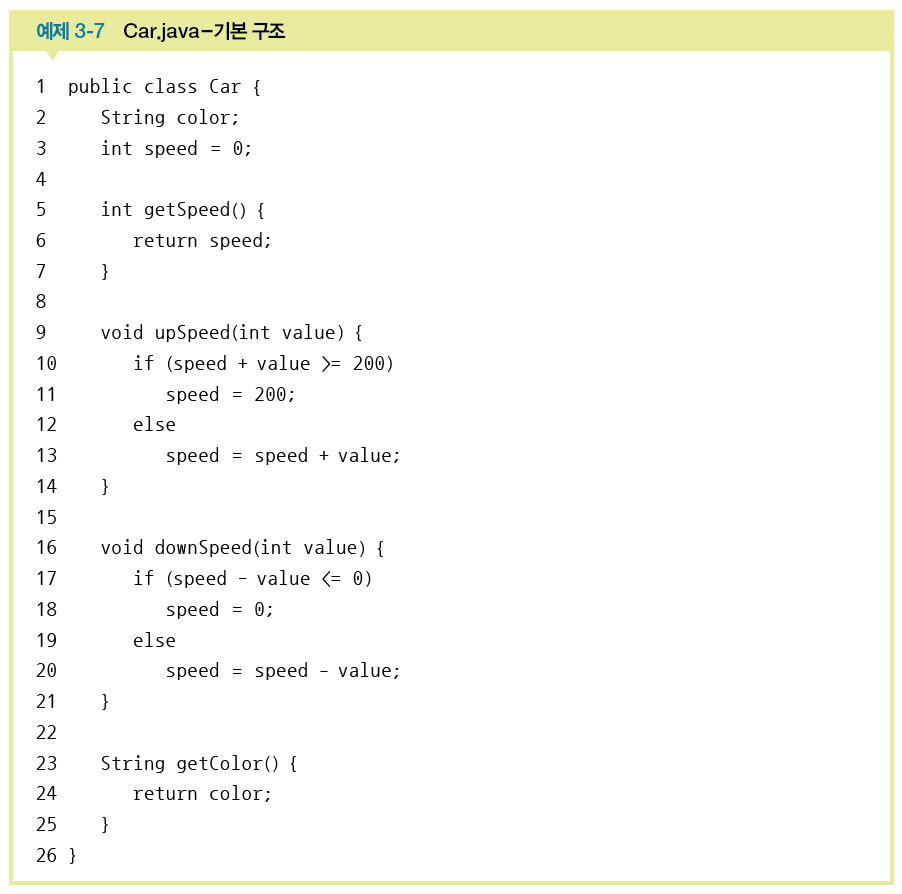 예제 3-7 Car.java-기본 구조
1 public class Car {
2    String color;
3    int speed = 0;
4
5    int getSpeed() {
6       return speed;
7    }
8
9    void upSpeed(int value) {
10       if (speed + value >= 200)
11          speed = 200;
12       else
13          speed = speed + value;
14    }
15
16    void downSpeed(int value) {
17       if (speed - value <= 0)
18          speed = 0;
19       else
20          speed = speed - value;
21    }
22
23    String getColor() {
24       return color;
25    }
26 }